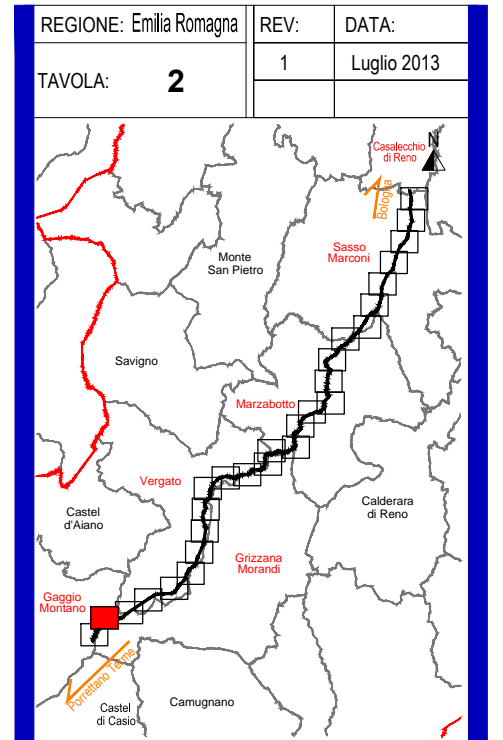 REGIONE: Emilia Romagna REV: DATA:
TAVOLA: 2 1 Luglio 2013
Casalecchio
di Reno
N
Bologna
Sasso
Marconi
Monte
San Pietro
Savigno
Marzabotto
Vergato
Castel
d'Aiano
Calderara
di Reno
Grizzana
Morandi
Gaggio
Montano
Porrettano Terme
Castel
di Casio
Camugnano